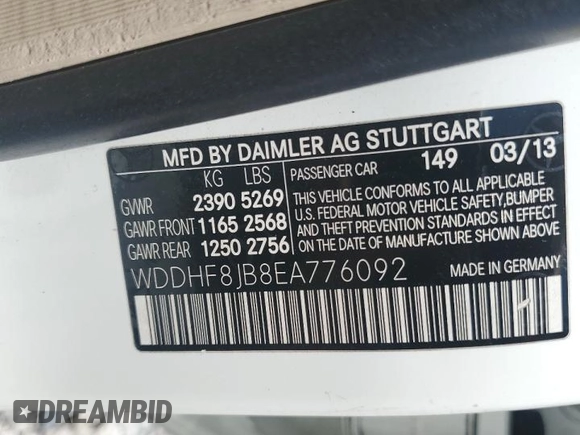 MFD BY DAIMLER AG STUTTGART
KG LBS
PASSENGER CAR 149 03/13
GVWR 2390 5269
GAWR FRONT 1165 2568
GAWR REAR 1250 2756
THIS VEHICLE CONFORMS TO ALL APPLICABLE
U.S. FEDERAL MOTOR VEHICLE SAFETY, BUMPER
AND THEFT PREVENTION STANDARDS IN EFFECT
ON THE DATE OF MANUFACTURE SHOWN ABOVE.
WDDHF8JB8EA776092
MADE IN GERMANY
DREAMBID